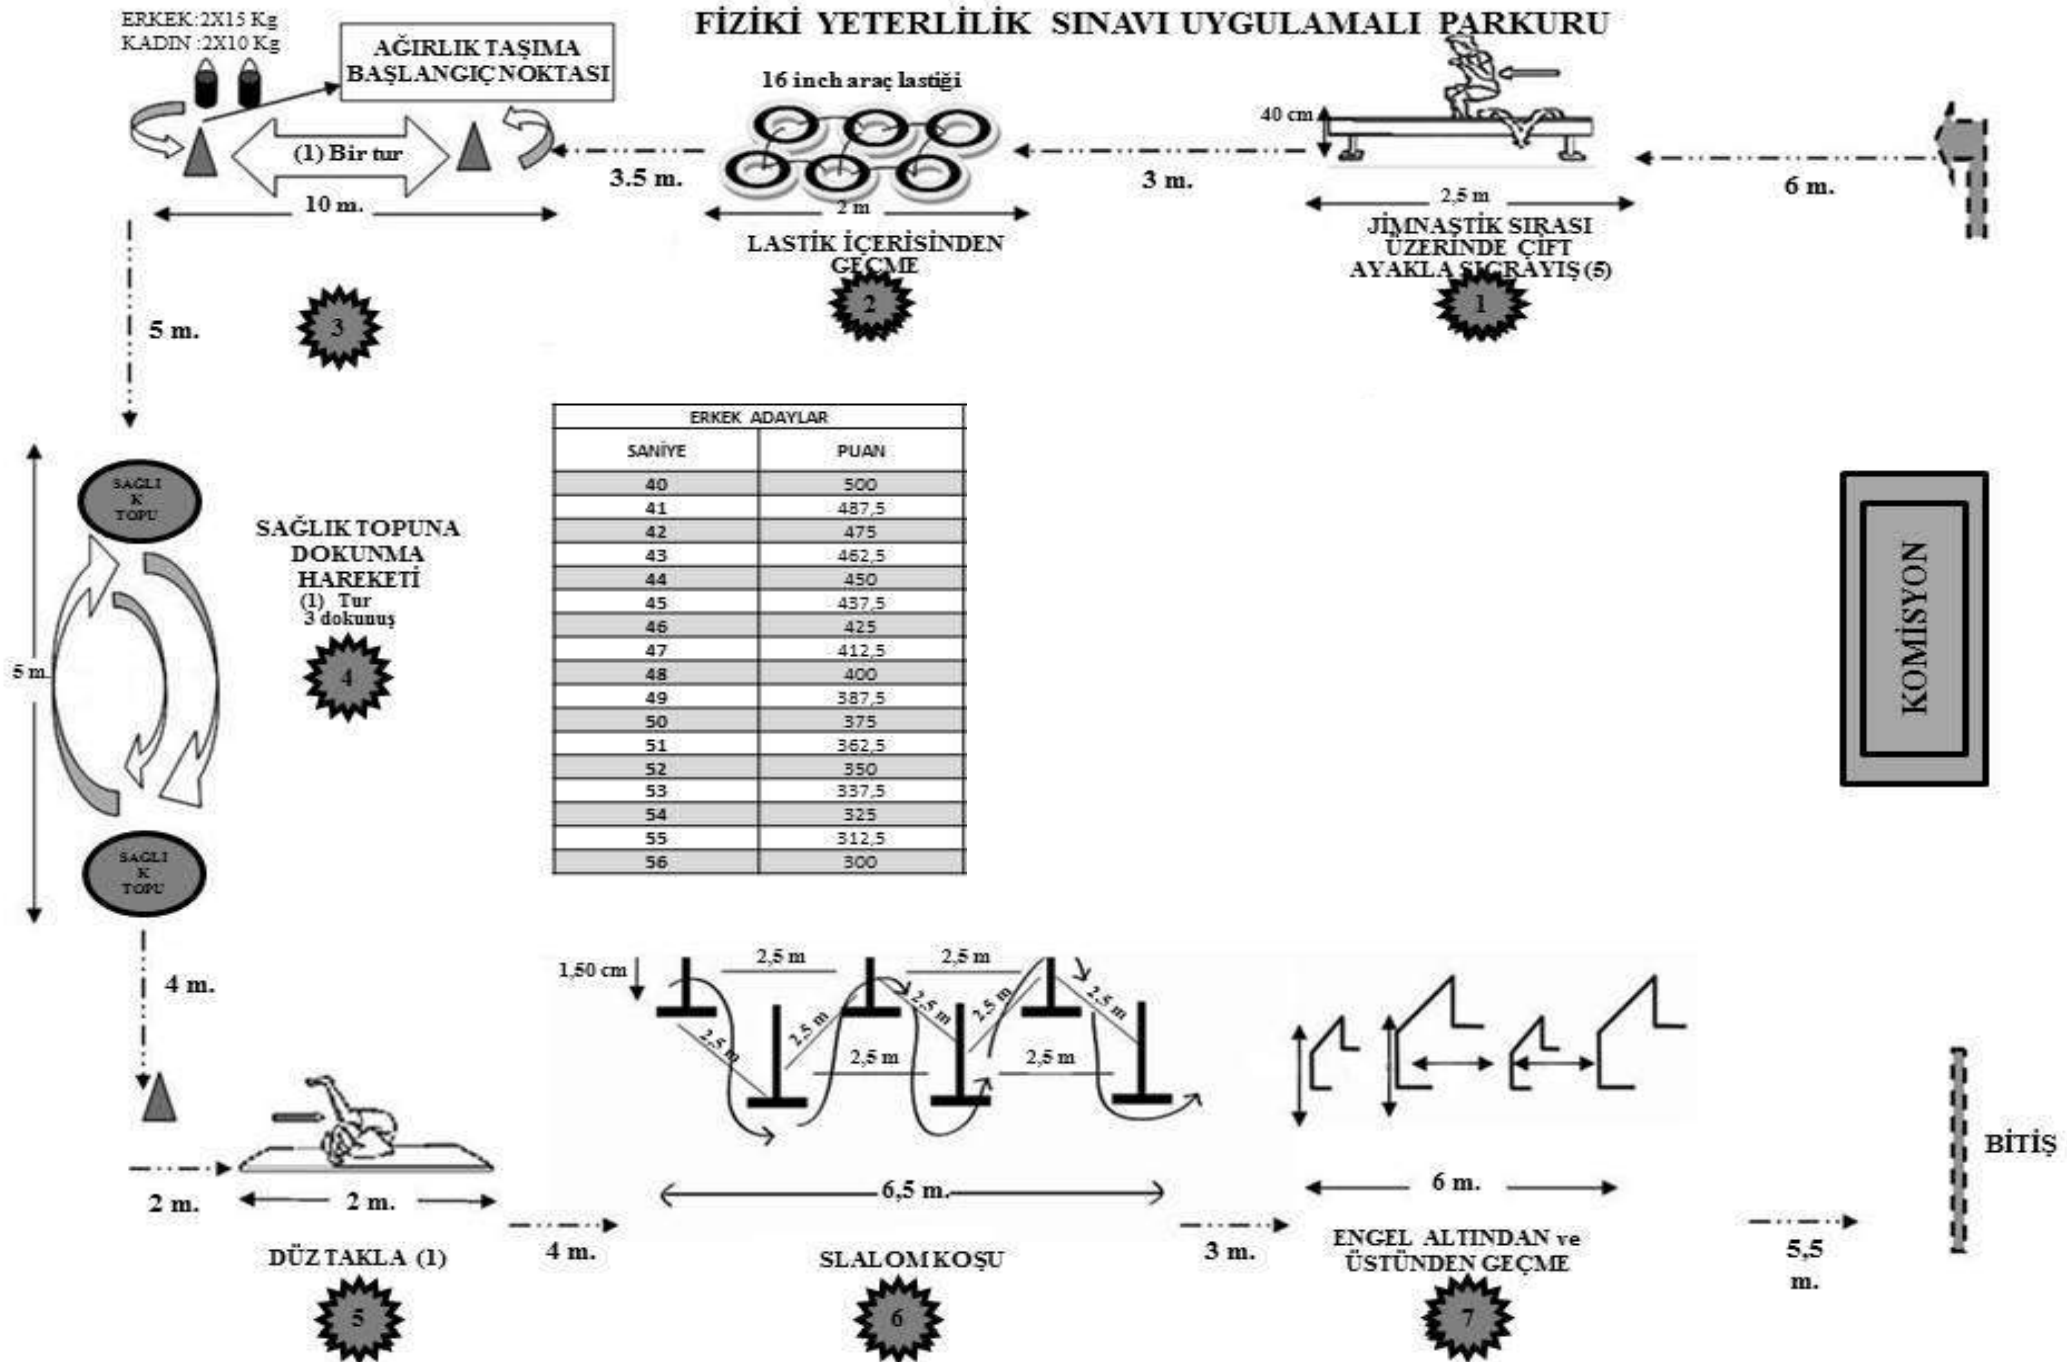 FİZİKİ YETERLİLİK SINAVI UYGULAMALI PARKURU
ERKEK:2X15 Kg
KADIN :2X10 Kg
AĞIRLIK TAŞIMA
BAŞLANGIÇ NOKTASI
(1) Bir tur
10 m.
3.5 m.
16 inch araç lastiği
2 m
LASTİK İÇERİSİNDEN
GEÇME
2
3 m.
40 cm
2,5 m
JİMNASTİK SIRASI
ÜZERİNDE ÇİFT
AYAKLA SIÇRAYIŞ (5)
1
6 m.
3
5 m.
SAĞLI
K
TOPU
SAĞLIK TOPUNA
DOKUNMA
HAREKETİ
(1) Tur
3 dokunuş
4
5 m.
SAĞLI
K
TOPU
ERKEK ADAYLAR
SANİYE PUAN
40 500
41 487,5
42 475
43 462,5
44 450
45 437,5
46 425
47 412,5
48 400
49 387,5
50 375
51 362,5
52 350
53 337,5
54 325
55 312,5
56 300
KOMİSYON
4 m.
2 m.
2 m.
DÜZ TAKLA (1)
5
4 m.
1,50 cm
2,5 m
2,5 m
2,5 m
2,5 m
2,5 m
2,5 m
2,5 m
2,5 m
2,5 m
6,5 m.
SLALOM KOŞU
6
3 m.
6 m.
ENGEL ALTINDAN ve
ÜSTÜNDEN GEÇME
7
5,5
m.
BİTİŞ